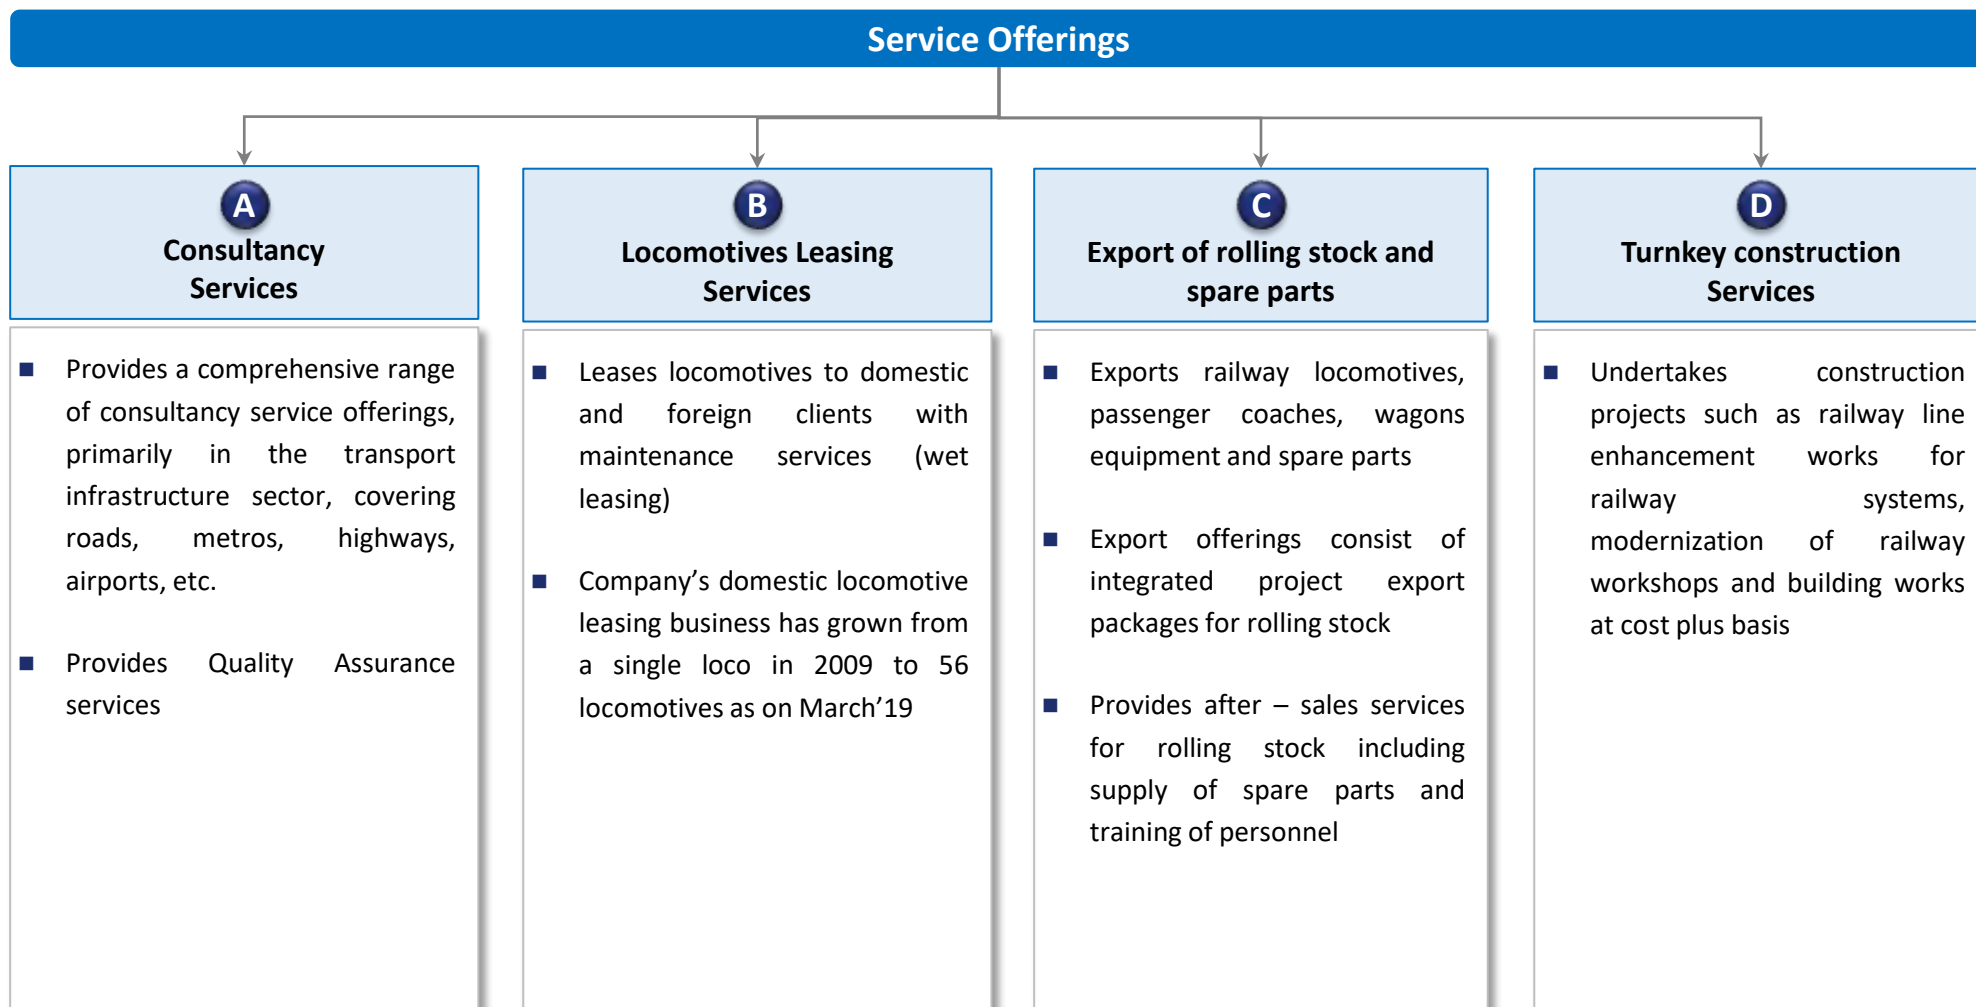 Service Offerings
A
Consultancy
Services
Provides a comprehensive range
of consultancy service offerings,
primarily in the transport
infrastructure sector, covering
roads, metros, highways,
airports, etc.
Provides Quality Assurance
services
B
Locomotives Leasing
Services
Leases locomotives to domestic
and foreign clients with
maintenance services (wet
leasing)
Company’s domestic locomotive
leasing business has grown from
a single loco in 2009 to 56
locomotives as on March’19
C
Export of rolling stock and
spare parts
Exports railway locomotives,
passenger coaches, wagons
equipment and spare parts
Export offerings consist of
integrated project export
packages for rolling stock
Provides after – sales services
for rolling stock including
supply of spare parts and
training of personnel
D
Turnkey construction
Services
Undertakes construction
projects such as railway line
enhancement works for
railway systems,
modernization of railway
workshops and building works
at cost plus basis